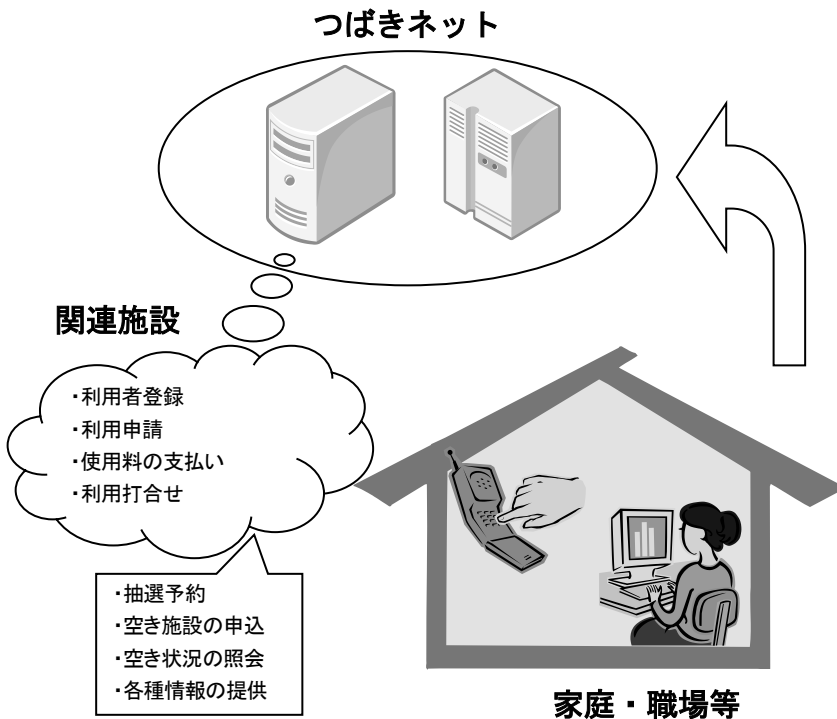 つばきネット
関連施設
・利用者登録
・利用申請
・使用料の支払い
・利用打合せ
・抽選予約
・空き施設の申込
・空き状況の照会
・各種情報の提供
家庭・職場等